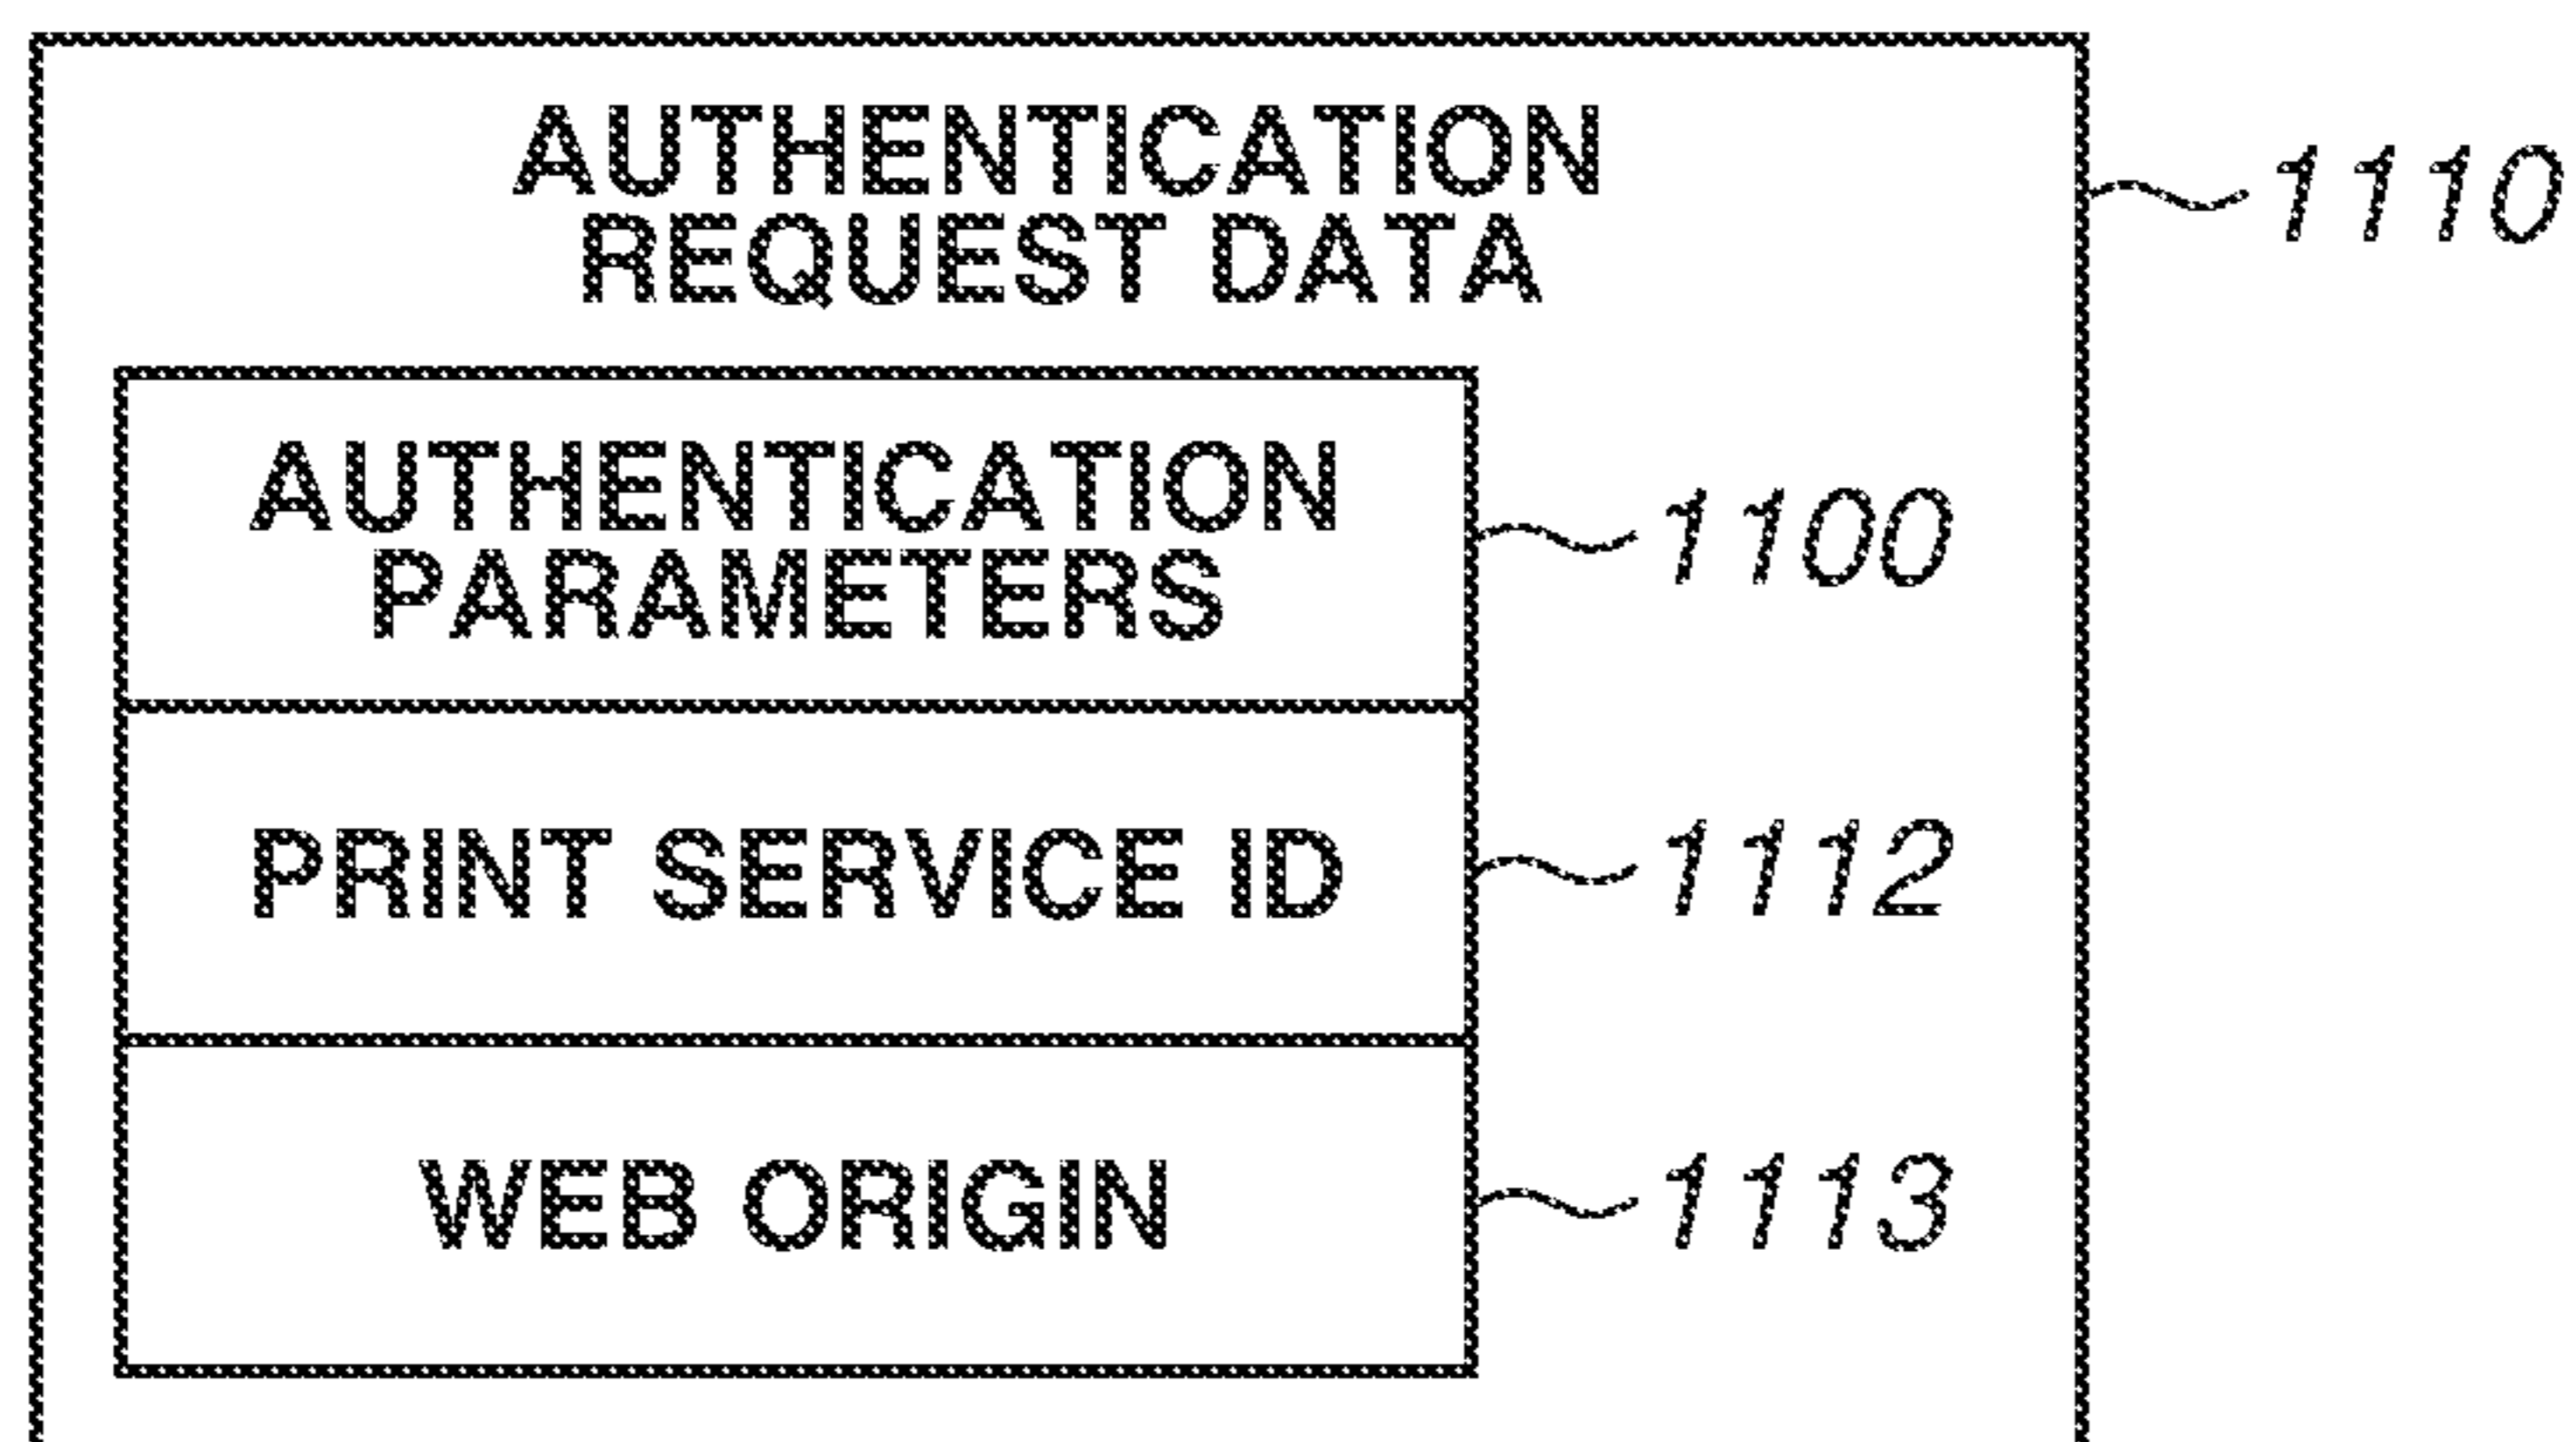 AUTHENTICATION
REQUEST DATA
1110
AUTHENTICATION
PARAMETERS
1100
PRINT SERVICE ID
1112
WEB ORIGIN
1113